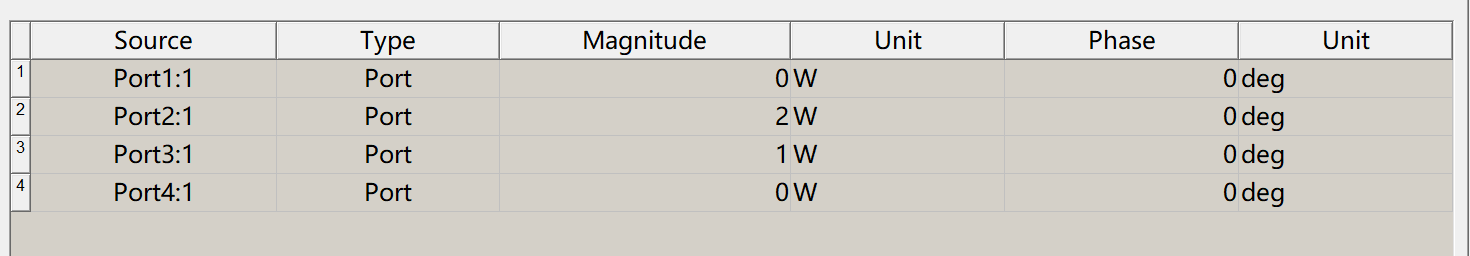 Source Type Magnitude Unit Phase Unit
1 Port1:1 Port 0 W 0 deg
2 Port2:1 Port 2 W 0 deg
3 Port3:1 Port 1 W 0 deg
4 Port4:1 Port 0 W 0 deg